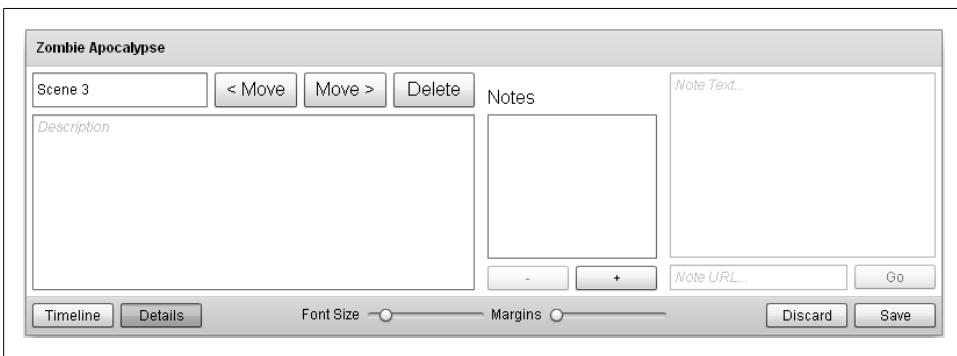 Zombie Apocalypse
Scene 3
< Move
Move >
Delete
Notes
Note Text...
Description
-
+
Note URL...
Go
Timeline
Details
Font Size
Margins
Discard
Save